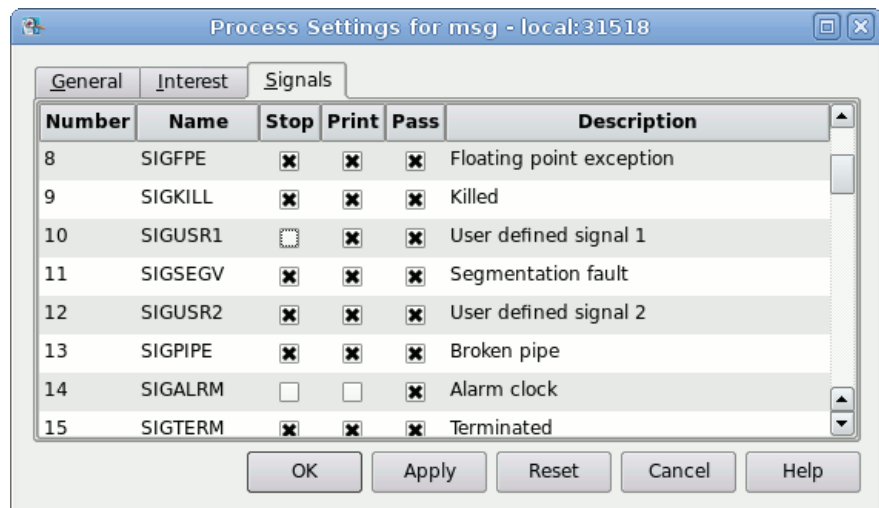 Process Settings for msg - local:31518
General Interest Signals
Number Name Stop Print Pass Description
8 SIGFPE Floating point exception
9 SIGKILL Killed
10 SIGUSR1 User defined signal 1
11 SIGSEGV Segmentation fault
12 SIGUSR2 User defined signal 2
13 SIGPIPE Broken pipe
14 SIGALRM Alarm clock
15 SIGTERM Terminated
OK Apply Reset Cancel Help